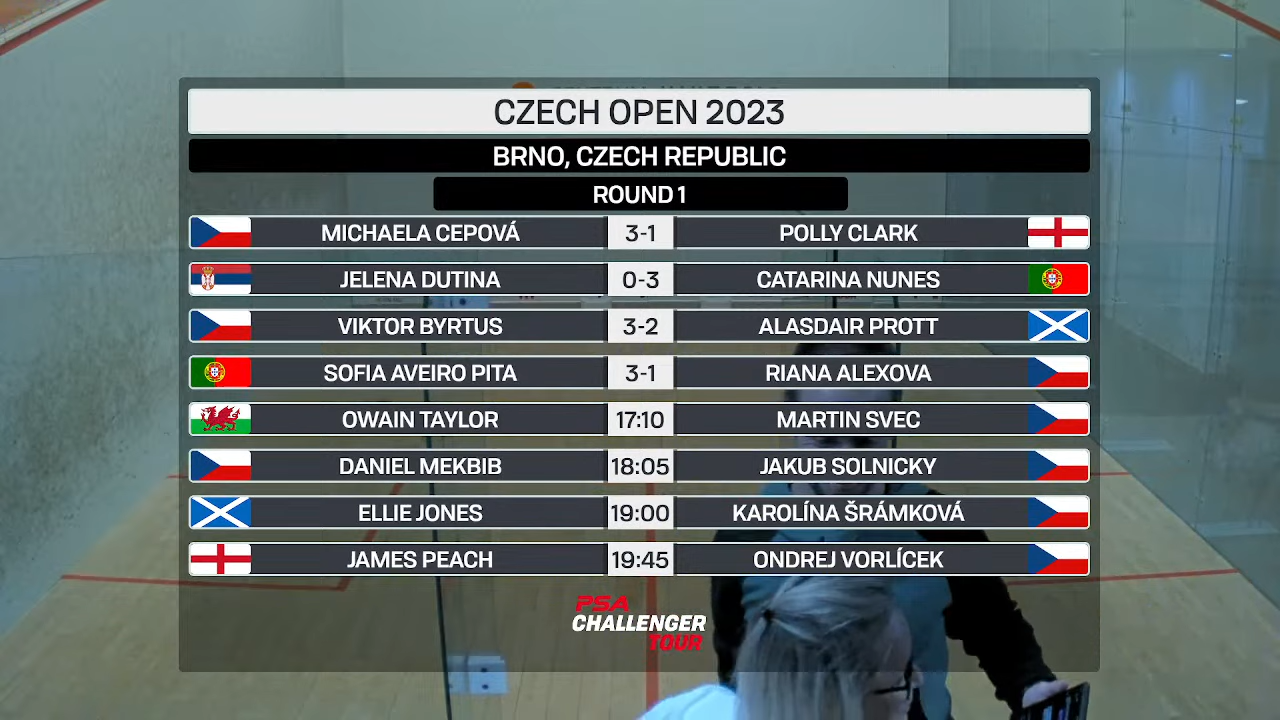 CZECH OPEN 2023
BRNO, CZECH REPUBLIC
ROUND 1
MICHAELA CEPOVÁ 3-1 POLLY CLARK
JELENA DUTINA 0-3 CATARINA NUNES
VIKTOR BYRTUS 3-2 ALASDAIR PROTT
SOFIA AVEIRO PITA 3-1 RIANA ALEXOVA
OWAIN TAYLOR 17:10 MARTIN SVEC
DANIEL MEKBIB 18:05 JAKUB SOLNICKY
ELLIE JONES 19:00 KAROLÍNA ŠRÁMKOVÁ
JAMES PEACH 19:45 ONDREJ VORLÍCEK
PSA
CHALLENGER
TOUR